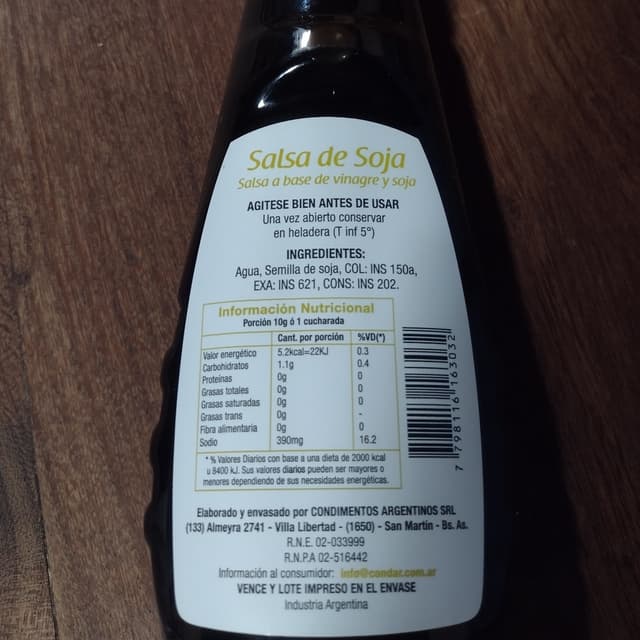 Salsa de Soja
Salsa a base de vinagre y soja
AGITESE BIEN ANTES DE USAR
Una vez abierto conservar
en heladera (T inf 5°)
INGREDIENTES:
Agua, Semilla de soja, COL: INS 150a,
EXA: INS 621, CONS: INS 202.
Información Nutricional
Porción 10g ó 1 cucharada
Cant. por porción %VD(*)
Valor energético 5.2kcal=22KJ 0.3
Carbohidratos 1.1g 0.4
Proteínas 0g 0
Grasas totales 0g 0
Grasas saturadas 0g 0
Grasas trans 0g -
Fibra alimentaria 0g 0
Sodio 390mg 16.2
* % Valores Diarios con base a una dieta de 2000 kcal
u 8400 kJ. Sus valores diarios pueden ser mayores o
menores dependiendo de sus necesidades energéticas.
7 798116 163032
Elaborado y envasado por CONDIMENTOS ARGENTINOS SRL
(133) Almeyra 2741 - Villa Libertad - (1650) - San Martín - Bs. As.
R.N.E. 02-033999
R.N.P.A 02-516442
Información al consumidor: info@condar.com.ar
VENCE Y LOTE IMPRESO EN EL ENVASE
Industria Argentina